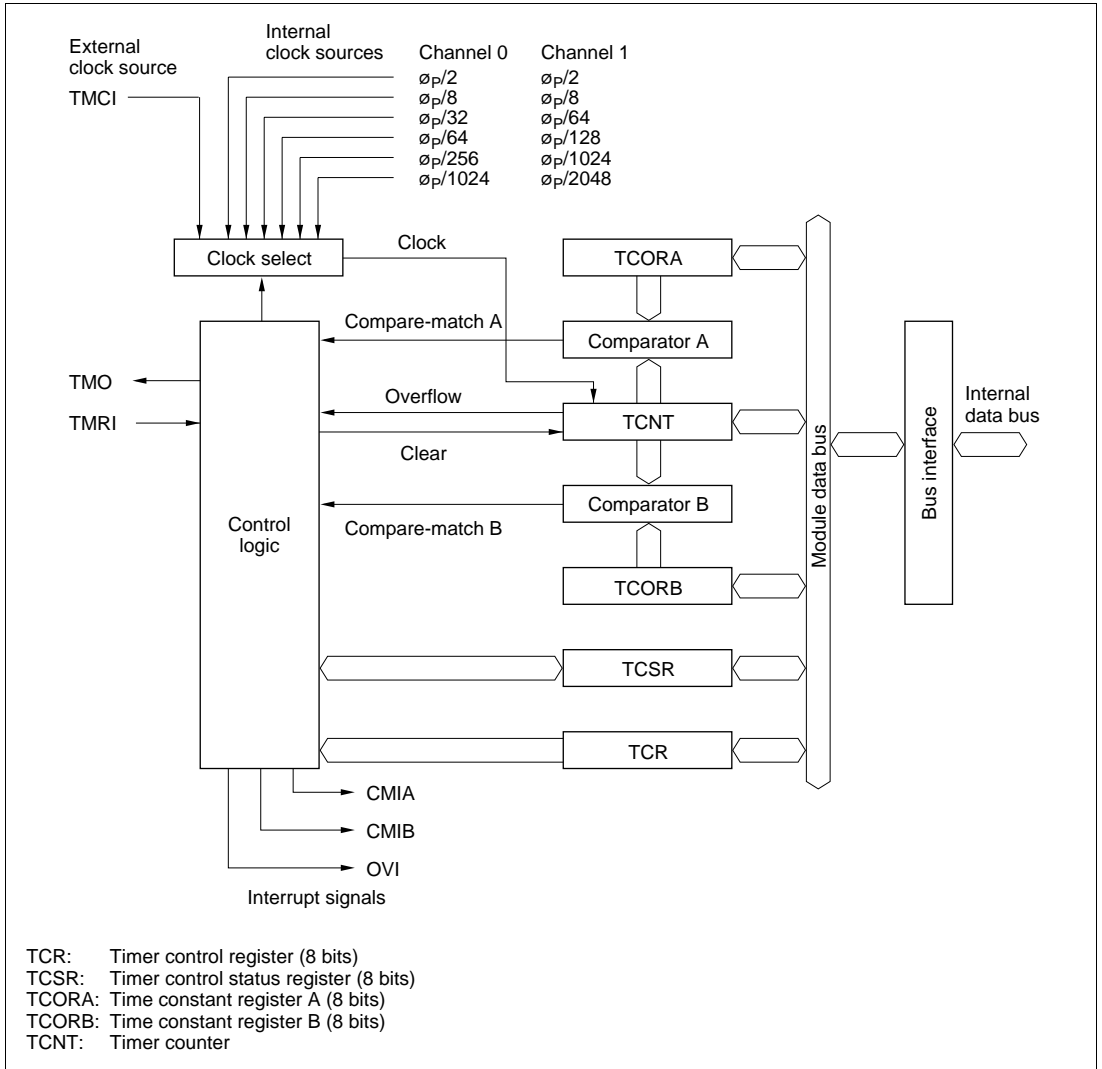 External
clock source
TMCI
Internal
clock sources
Channel 0 Channel 1
øP/2 øP/2
øP/8 øP/8
øP/32 øP/64
øP/64 øP/128
øP/256 øP/1024
øP/1024 øP/2048
Clock select
Clock
TCORA
Compare-match A
Comparator A
TMO
TMRI
Overflow
TCNT
Clear
Comparator B
Compare-match B
Control
logic
TCORB
TCSR
TCR
Module data bus
Bus interface
Internal
data bus
CMIA
CMIB
OVI
Interrupt signals
TCR: Timer control register (8 bits)
TCSR: Timer control status register (8 bits)
TCORA: Time constant register A (8 bits)
TCORB: Time constant register B (8 bits)
TCNT: Timer counter